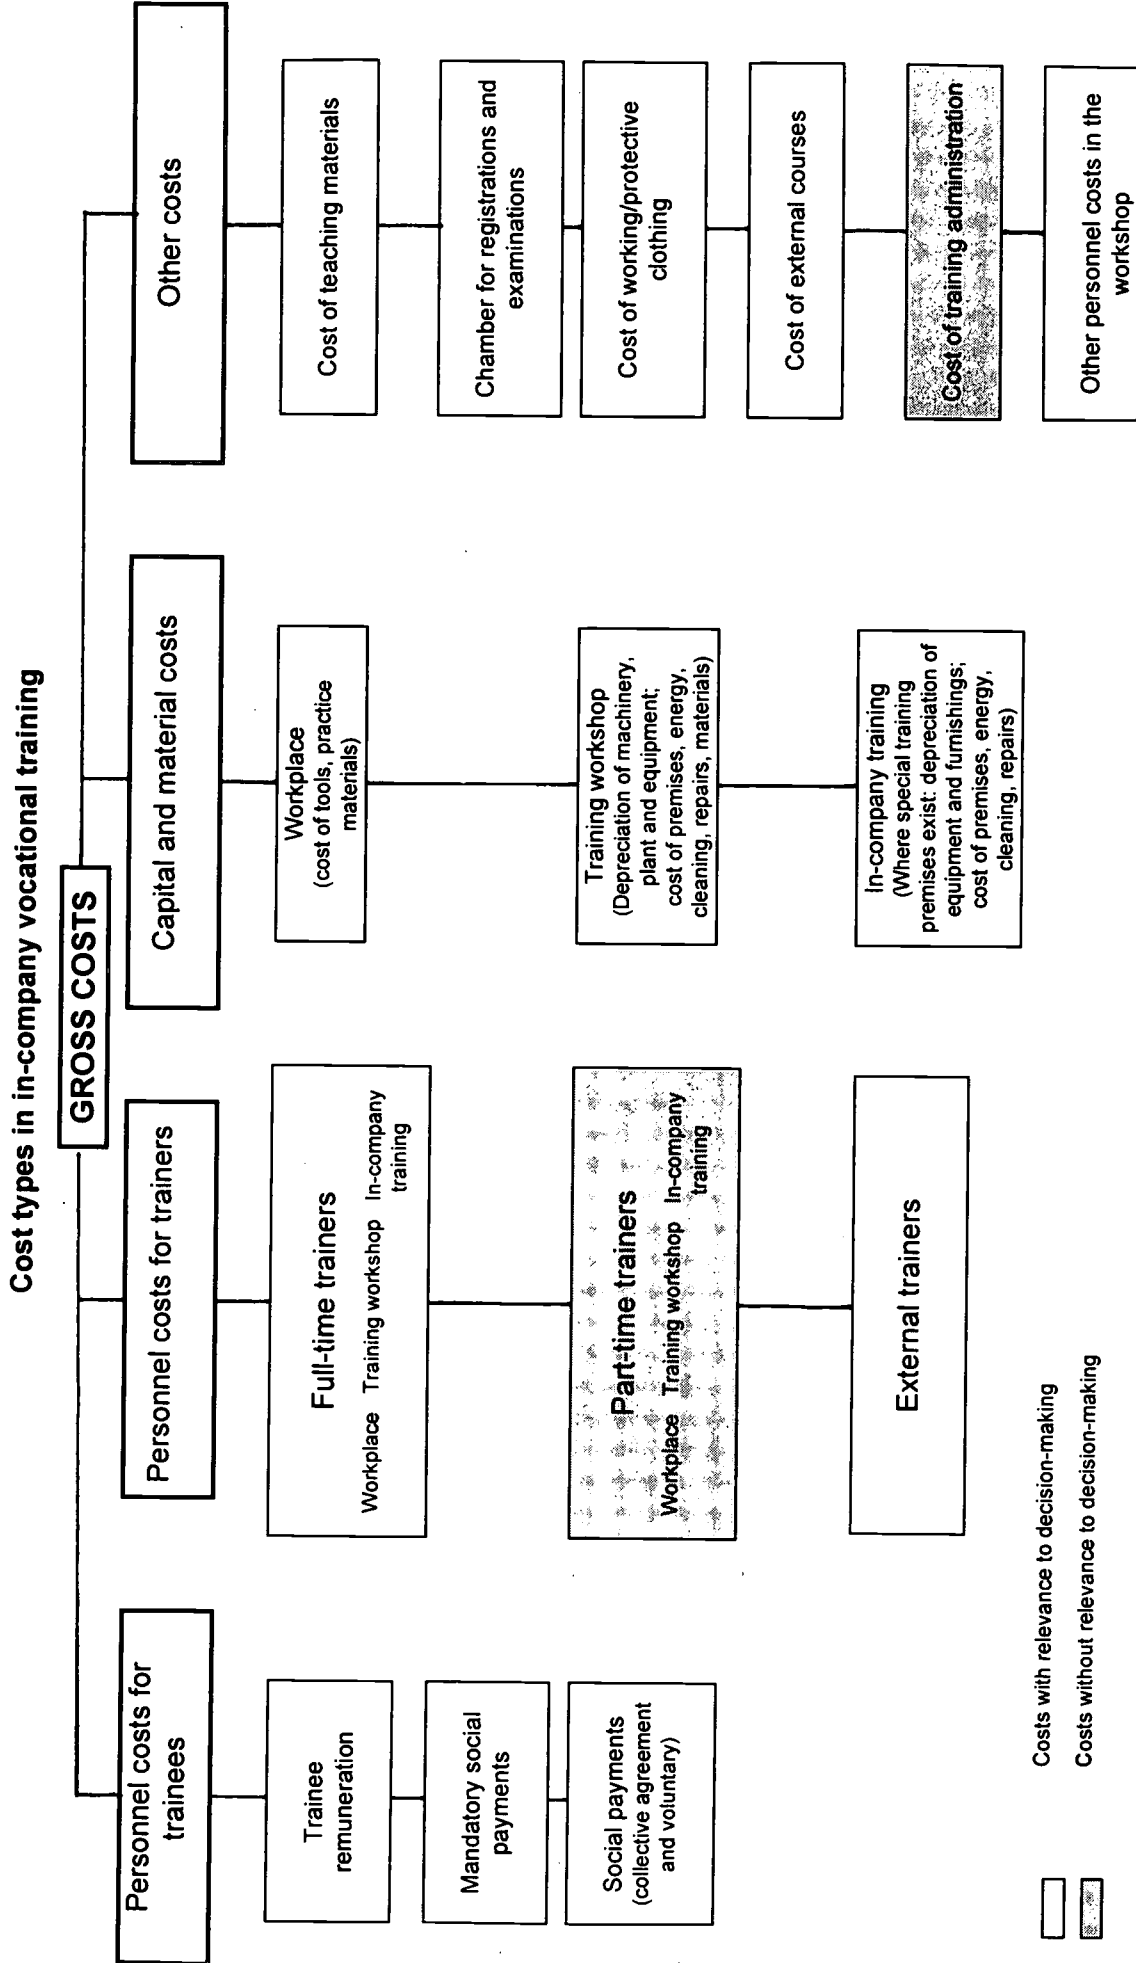 Cost types in in-company vocational training
GROSS COSTS
Personnel costs for
trainees
Trainee
remuneration
Mandatory social
payments
Social payments
(collective agreement
and voluntary)
Personnel costs for trainers
Full-time trainers
Workplace Training workshop In-company
training
Part-time trainers
Workplace Training workshop In-company
training
External trainers
Capital and material costs
Workplace
(cost of tools, practice
materials)
Training workshop
(Depreciation of machinery,
plant and equipment;
cost of premises, energy,
cleaning, repairs, materials)
In-company training
(Where special training
premises exist: depreciation of
equipment and furnishings;
cost of premises, energy,
cleaning, repairs)
Other costs
Cost of teaching materials
Chamber for registrations and
examinations
Cost of working/protective
clothing
Cost of external courses
Cost of training administration
Other personnel costs in the
workshop
Costs with relevance to decision-making
Costs without relevance to decision-making